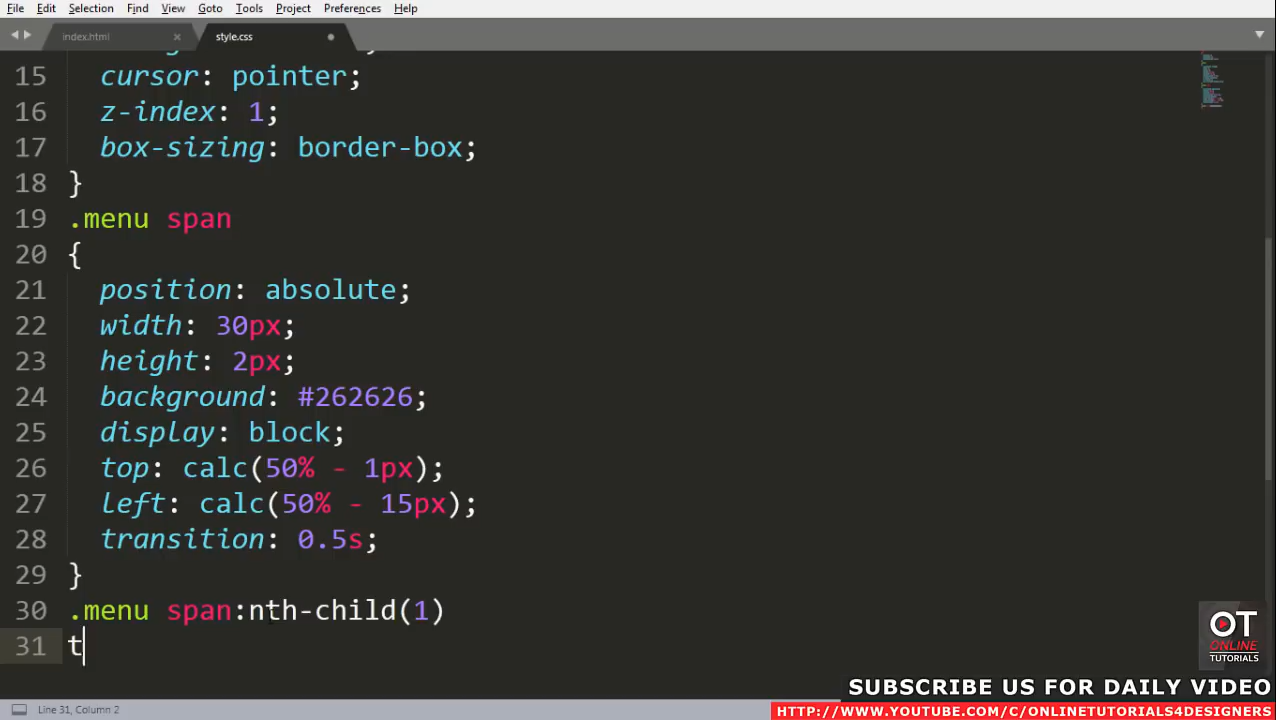 File Edit Selection Find View Goto Tools Project Preferences Help
index.html × style.css
15 cursor: pointer;
16 z-index: 1;
17 box-sizing: border-box;
18 }
19 .menu span
20 {
21 position: absolute;
22 width: 30px;
23 height: 2px;
24 background: #262626;
25 display: block;
26 top: calc(50% - 1px);
27 left: calc(50% - 15px);
28 transition: 0.5s;
29 }
30 .menu span:nth-child(1)
31 t
OT
ONLINE
TUTORIALS
SUBSCRIBE US FOR DAILY VIDEO
Line 31, Column 2
HTTP://WWW.YOUTUBE.COM/C/ONLINETUTORIALS4DESIGNERS